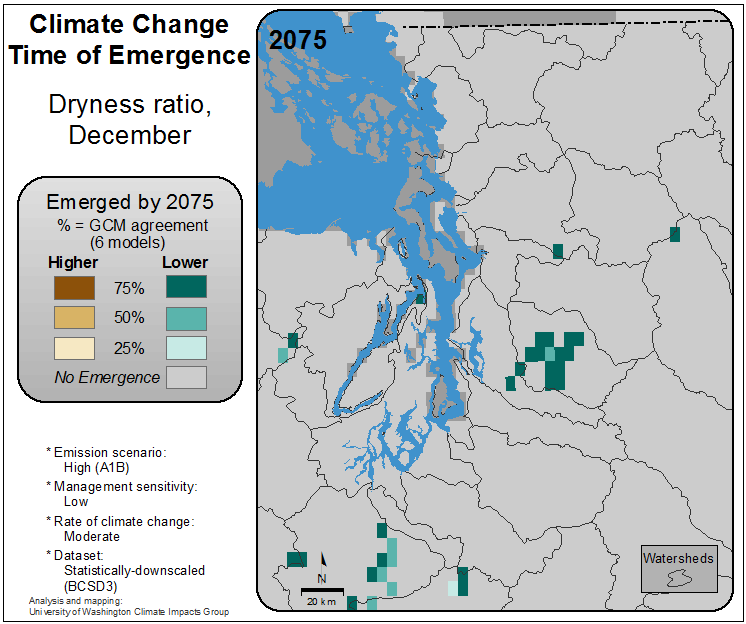 Climate Change
Time of Emergence
Dryness ratio,
December
Emerged by 2075
% = GCM agreement
(6 models)
Higher Lower
75%
50%
25%
No Emergence
* Emission scenario:
High (A1B)
* Management sensitivity:
Low
* Rate of climate change:
Moderate
* Dataset:
Statistically-downscaled
(BCSD3)
Analysis and mapping:
University of Washington Climate Impacts Group
2075
N
20 km
Watersheds